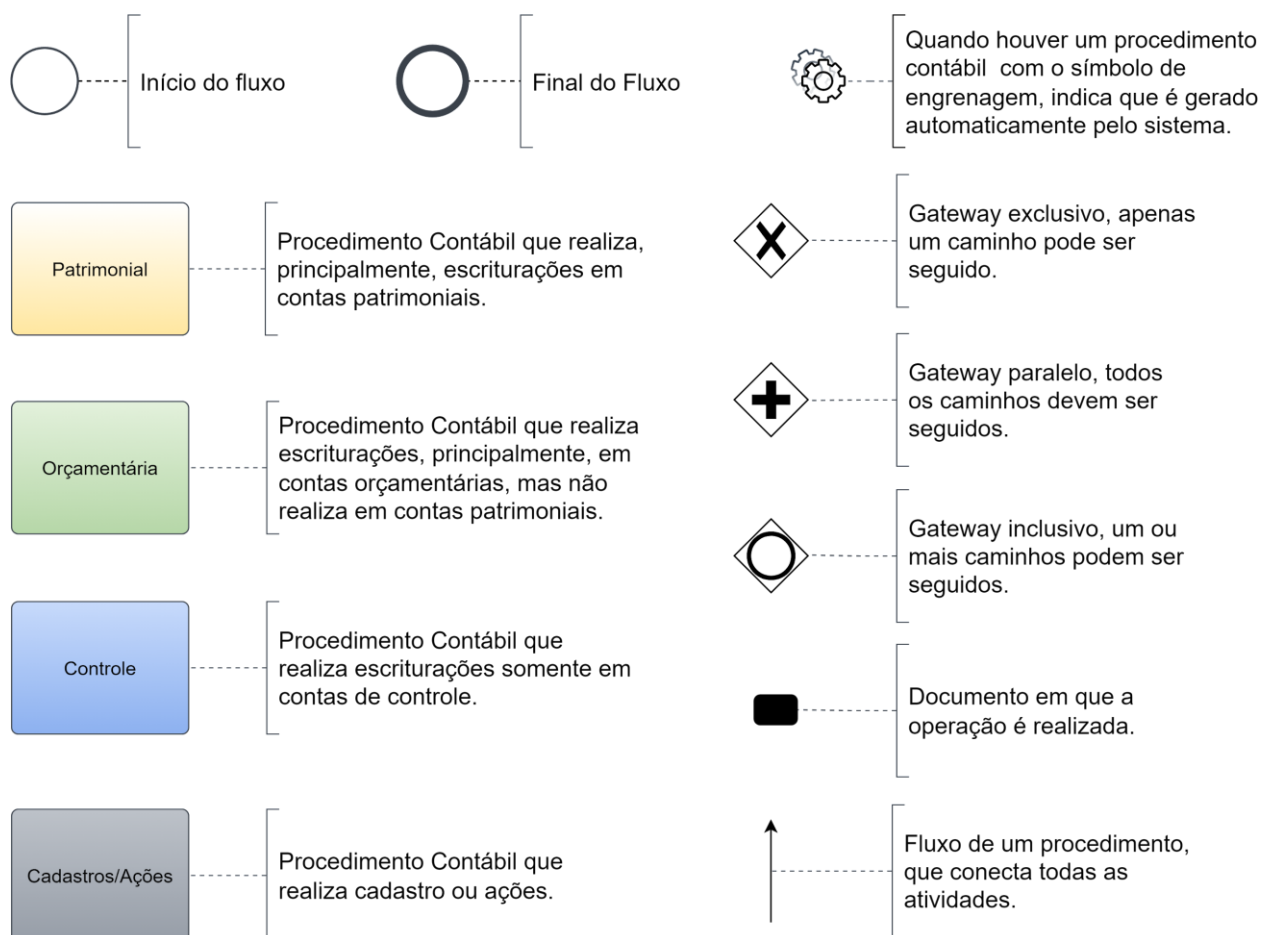 Início do fluxo
Final do Fluxo
Quando houver um procedimento
contábil com o símbolo de
engrenagem, indica que é gerado
automaticamente pelo sistema.
Patrimonial
Procedimento Contábil que realiza,
principalmente, escriturações em
contas patrimoniais.
Gateway exclusivo, apenas
um caminho pode ser
seguido.
Orçamentária
Procedimento Contábil que realiza
escriturações, principalmente, em
contas orçamentárias, mas não
realiza em contas patrimoniais.
Gateway paralelo, todos
os caminhos devem ser
seguidos.
Gateway inclusivo, um ou
mais caminhos podem ser
seguidos.
Controle
Procedimento Contábil que
realiza escriturações somente em
contas de controle.
Documento em que a
operação é realizada.
Cadastros/Ações
Procedimento Contábil que
realiza cadastro ou ações.
Fluxo de um procedimento,
que conecta todas as
atividades.